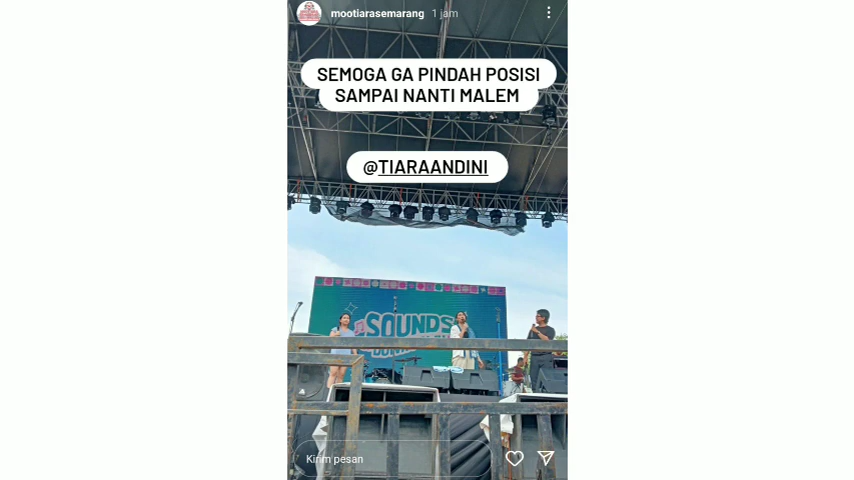 mootiarasemarang 1 jam
SEMOGA GA PINDAH POSISI
SAMPAI NANTI MALEM
@TIARAANDINI
SOUNDS
Kirim pesan